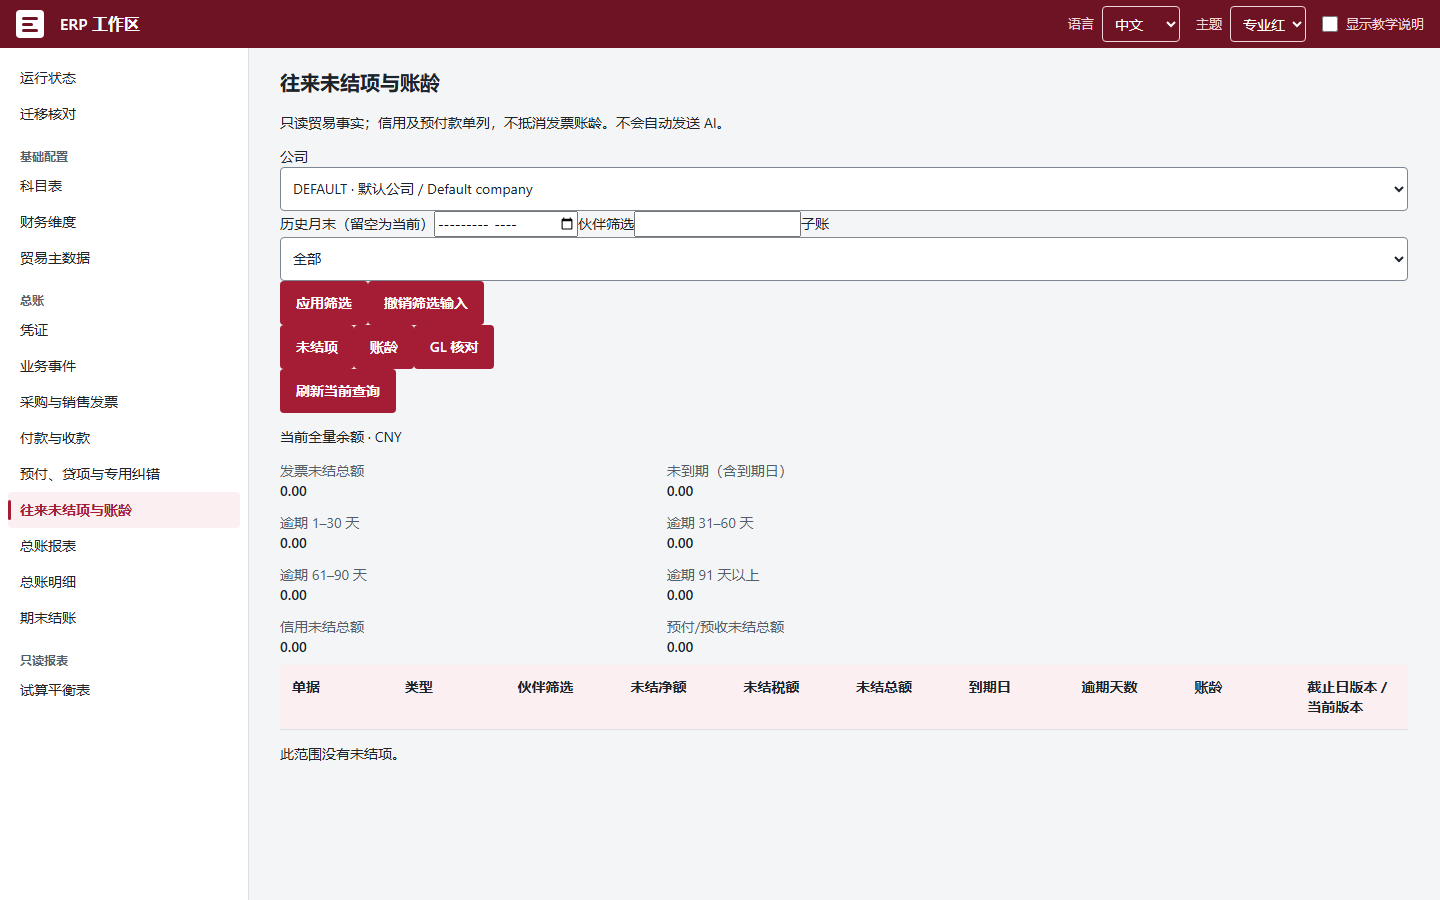 ERP 工作区
语言 中文 主题 专业红 显示教学说明
运行状态
迁移核对
基础配置
科目表
财务维度
贸易主数据
总账
凭证
业务事件
采购与销售发票
付款与收款
预付、贷项与专用纠错
往来未结项与账龄
总账报表
总账明细
期末结账
只读报表
试算平衡表
往来未结项与账龄
只读贸易事实；信用及预付款单列，不抵消发票账龄。不会自动发送 AI。
公司
DEFAULT · 默认公司 / Default company
历史月末（留空为当前） --------- ---- 伙伴筛选 子账
全部
应用筛选 撤销筛选输入
未结项 账龄 GL 核对
刷新当前查询
当前全量余额 · CNY
发票未结总额 未到期（含到期日）
0.00 0.00
逾期 1–30 天 逾期 31–60 天
0.00 0.00
逾期 61–90 天 逾期 91 天以上
0.00 0.00
信用未结总额 预付/预收未结总额
0.00 0.00
单据 类型 伙伴筛选 未结净额 未结税额 未结总额 到期日 逾期天数 账龄 截止日版本 /
当前版本
此范围没有未结项。